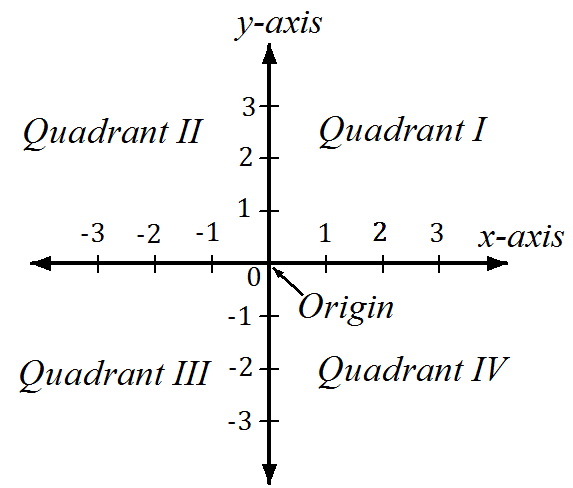 y-axis
3
Quadrant II Quadrant I
2
1
-3 -2 -1 1 2 3 x-axis
0
Origin
-1
Quadrant III -2 Quadrant IV
-3